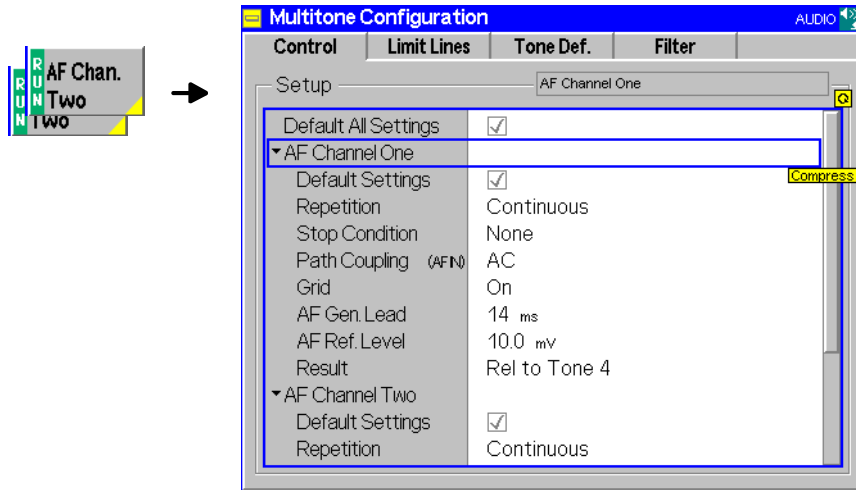 RUN
Two
RUN
AF Chan.
Two
Multitone Configuration AUDIO
Control Limit Lines Tone Def. Filter
Setup AF Channel One
Default All Settings
AF Channel One
Compress
Default Settings
Repetition Continuous
Stop Condition None
Path Coupling (AF IN) AC
Grid On
AF Gen. Lead 14 ms
AF Ref. Level 10.0 mV
Result Rel to Tone 4
AF Channel Two
Default Settings
Repetition Continuous